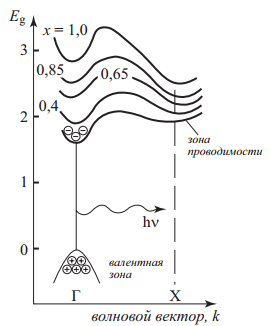 Eg
x = 1,0
3
0,85
0,65
0,4
2
зона
проводимости
1
hν
0
валентная
зона
Γ
X
волновой вектор, k